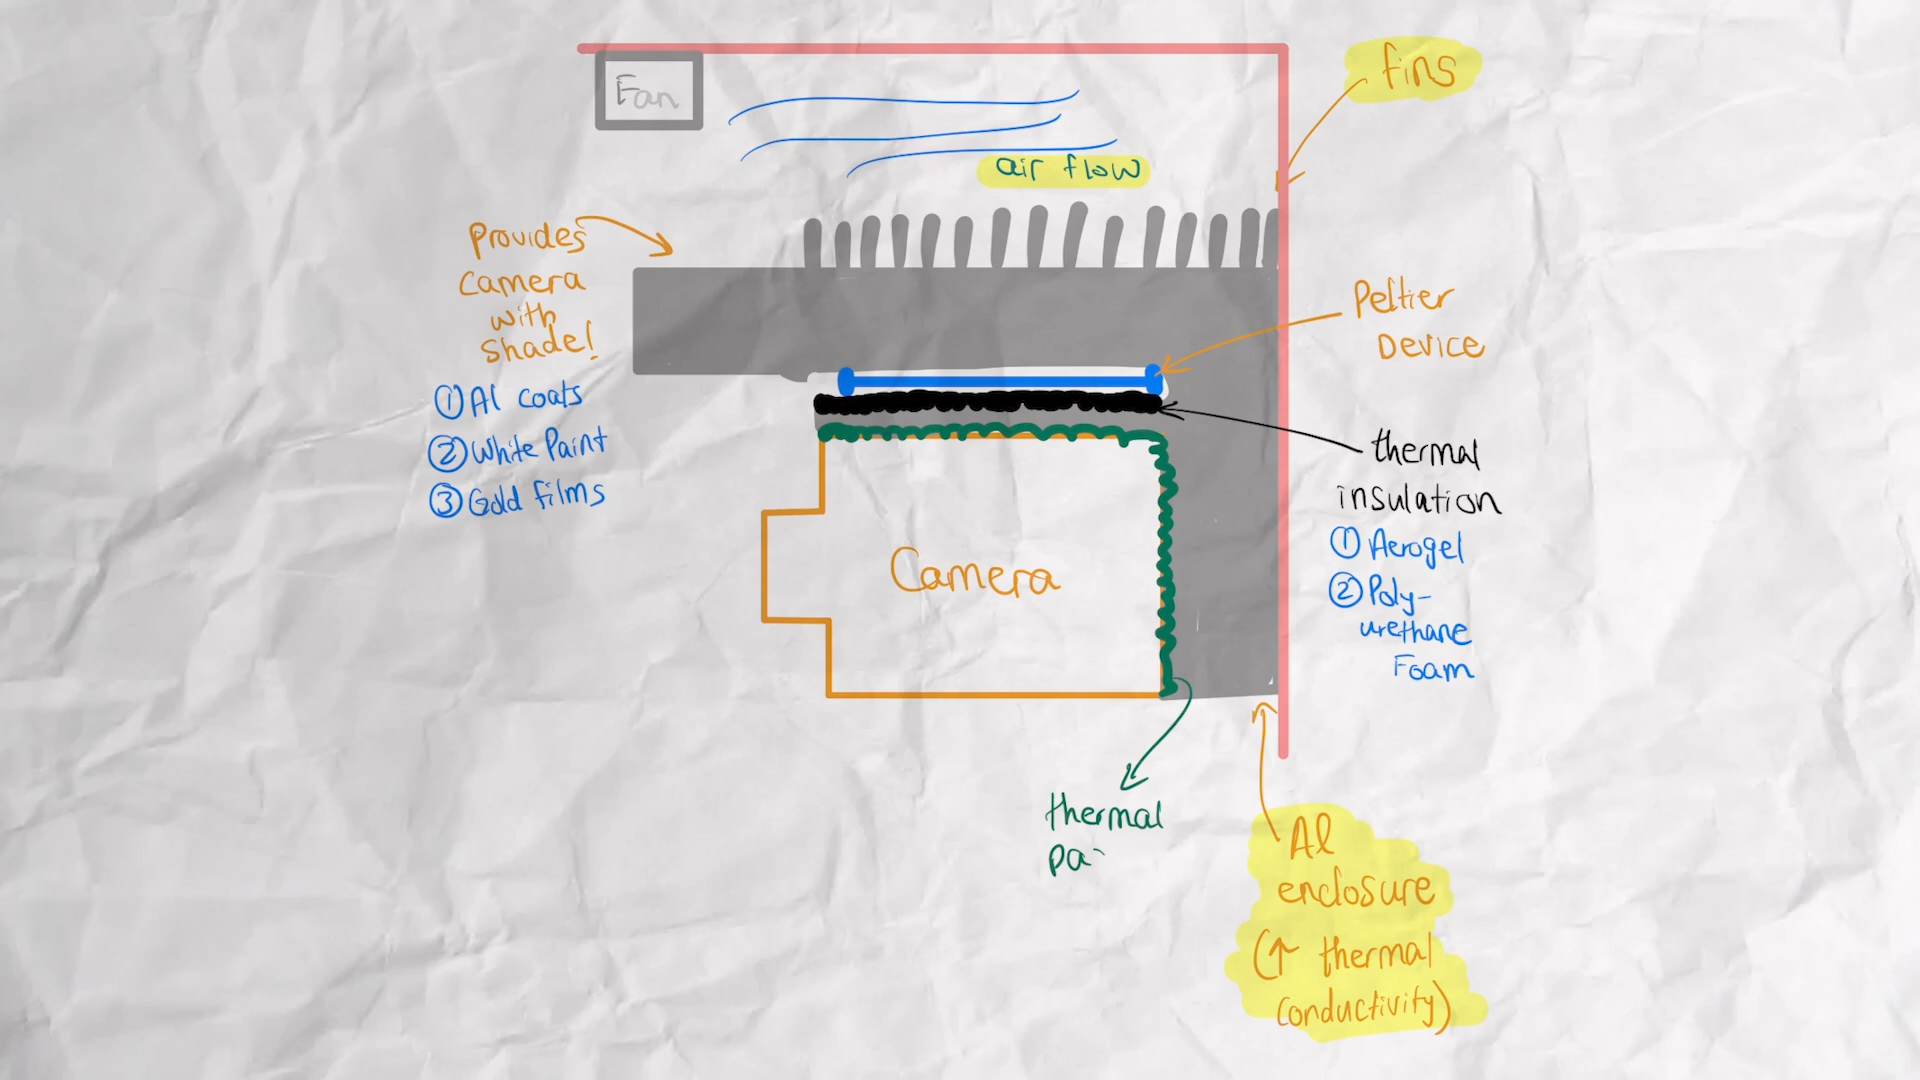 Fan
fins
air flow
Provides
Camera
with
Shade!
① Al coats
② White Paint
③ Gold films
Peltier
Device
thermal
insulation
① Aerogel
② Poly-
urethane
Foam
Camera
thermal
pa
Al
enclosure
(↑ thermal
conductivity)